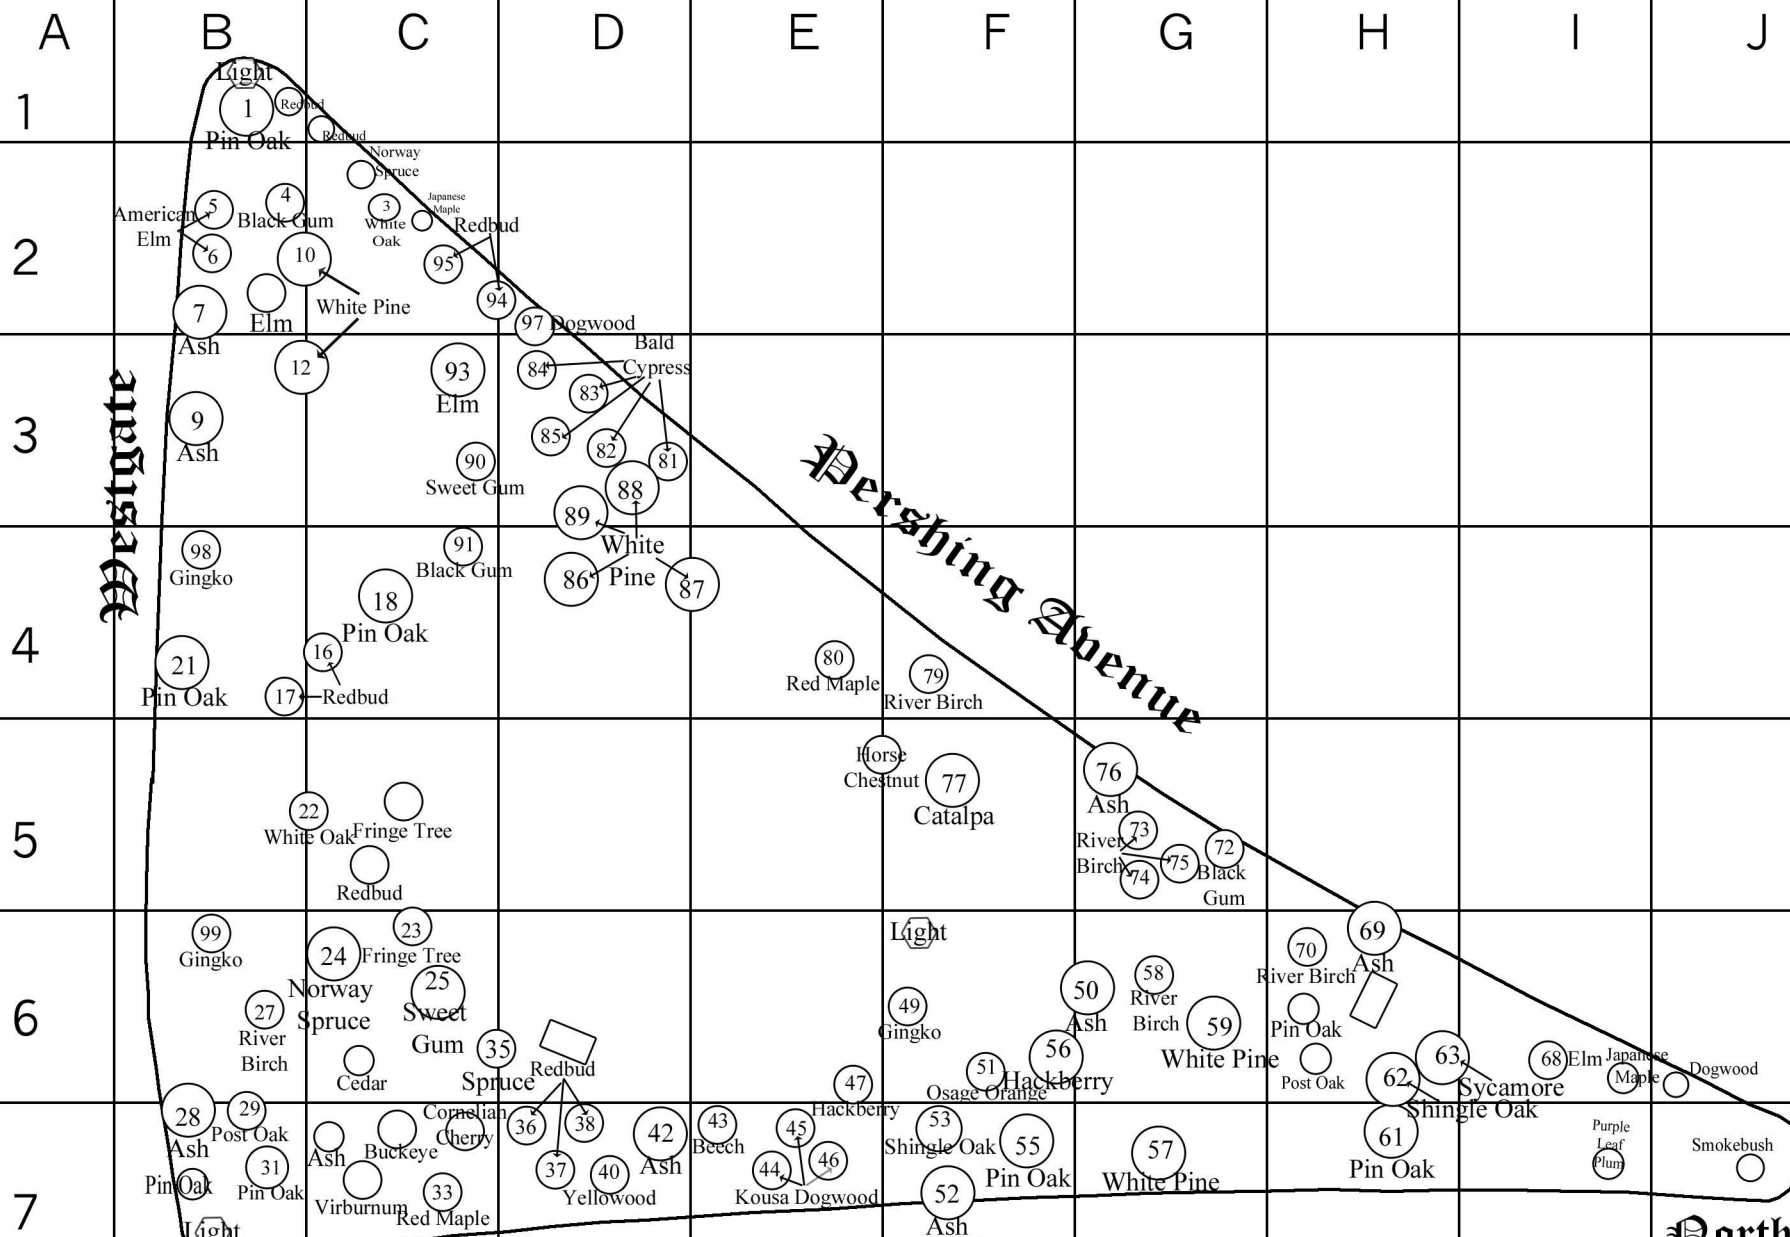 A B C D E F G H I J
1
Light
1
Redbud
Pin Oak
Redbud
2
Norway
Spruce
5
4
3
Japanese
Maple
American
Elm
Black Gum
White
Oak
Redbud
6
10
95
7
Elm
White Pine
94
Ash
97 Dogwood
3
12
93
Elm
84
Bald
Cypress
83
9
Ash
85
82
81
90
Sweet Gum
88
89
Westgate
Pershing Avenue
4
98
Gingko
91
Black Gum
White
Pine
86
87
18
Pin Oak
16
21
Pin Oak
17
Redbud
80
Red Maple
79
River Birch
5
Horse
Chestnut
77
Catalpa
76
Ash
22
White Oak
Fringe Tree
Redbud
River
Birch
73
75
74
72
Black
Gum
6
99
Gingko
24
Norway
Spruce
23
Fringe Tree
25
Sweet
Gum
27
River
Birch
Cedar
35
Spruce
Redbud
Light
49
Gingko
50
Ash
58
River
Birch
59
White Pine
70
River Birch
69
Ash
Pin Oak
Post Oak
47
Hackberry
51
Osage Orange
56
Hackberry
62
63
Sycamore
Shingle Oak
68 Elm
Japanese
Maple
Dogwood
7
28
Ash
29
Post Oak
Pin Oak
31
Pin Oak
Ash
Buckeye
Virburnum
Cornelian
Cherry
33
Red Maple
36
38
37
40
Yellowood
42
Ash
43
Beech
45
44
46
Kousa Dogwood
53
Shingle Oak
55
Pin Oak
52
Ash
57
White Pine
61
Pin Oak
Purple
Leaf
Plum
Smokebush
Light